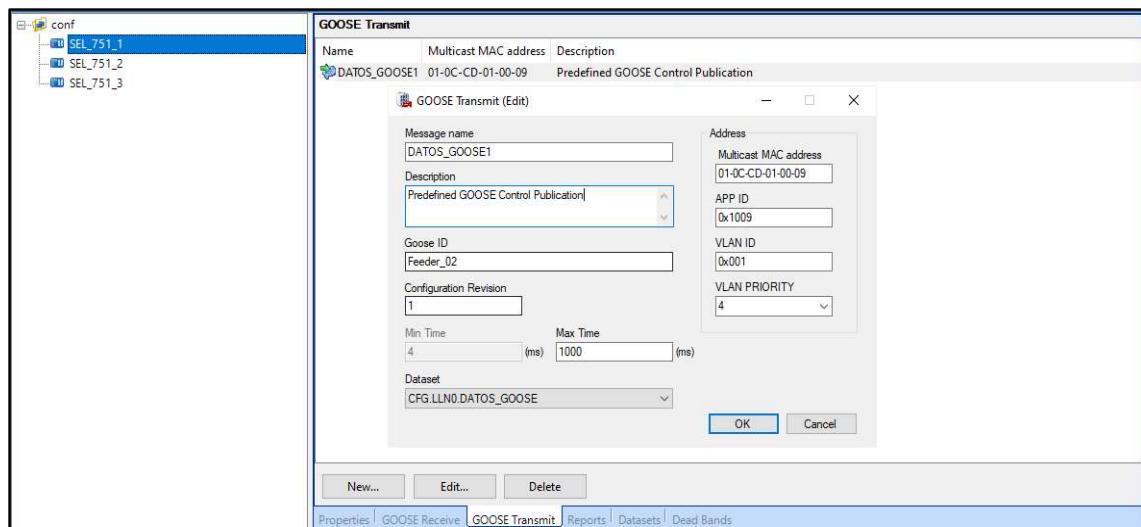 conf
SEL_751_1
SEL_751_2
SEL_751_3
GOOSE Transmit
Name Multicast MAC address Description
DATOS_GOOSE1 01-0C-CD-01-00-09 Predefined GOOSE Control Publication
GOOSE Transmit (Edit)
Message name
DATOS_GOOSE1
Description
Predefined GOOSE Control Publication
Goose ID
Feeder_02
Configuration Revision
1
Min Time Max Time
4 (ms) 1000 (ms)
Dataset
CFG.LLN0.DATOS_GOOSE
Address
Multicast MAC address
01-0C-CD-01-00-09
APP ID
0x1009
VLAN ID
0x001
VLAN PRIORITY
4
OK Cancel
New... Edit... Delete
Properties GOOSE Receive GOOSE Transmit Reports Datasets Dead Bands